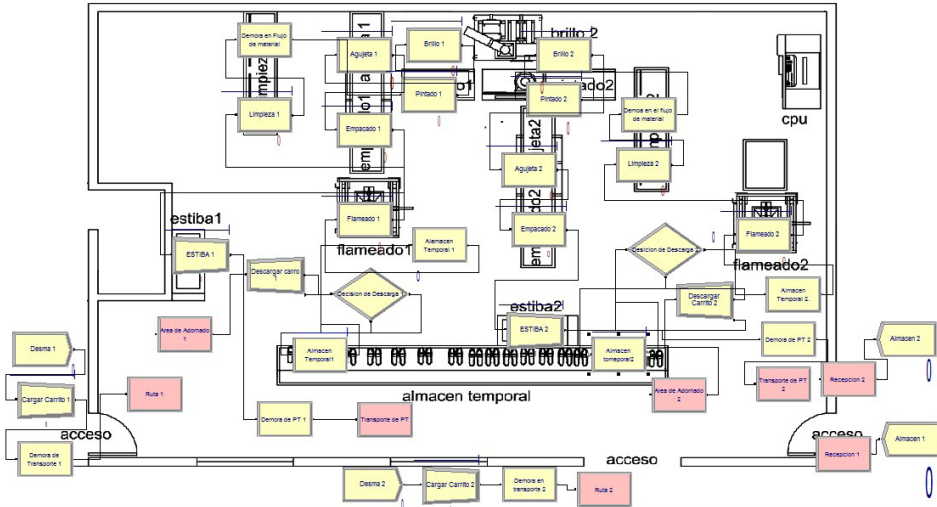 Demora en Flujo de
material
Agujeta 1
Brillo 1
brillo 2
Brillo 2
Pintado 1
Pintado 2
Limpieza 1
Empacado 1
Demora en el flujo
de material
cpu
Agujeta 2
Limpieza 2
Flameado 1
Empacado 2
Flameado 2
estiba1
flameado1
flameado2
ESTIBA 1
Descargar carro
Alamacen
Temporal 1
Desicion de Descarga 2
Decision de Descarga 1
Descargar
Carrito 2
Almacen
Temporal 2.
estiba2
ESTIBA 2
Area de Adornado
1
Desma 1
Almacen
Temporal1
Almacen
tomeporal2
Demora de PT 2
Almacen 2
Cargar Carrito 1
Ruta 1
almacen temporal
Area de Adornado
2
Transporte de PT
2
Recepcion 2
Demora de PT 1
Transporte de PT
acceso
Demora de
Transporte 1
acceso
Recepcion 1
Almacen 1
acceso
Desma 2
Cargar Carrito 2
Demora en
transporte 2
Ruta 2